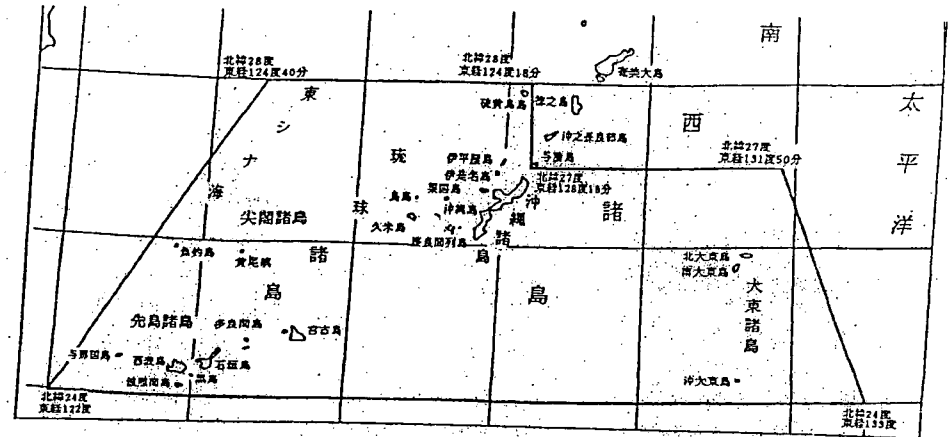 南
太平洋
西
諸
島
北緯28度
東経124度40分
北緯28度
東経124度18分
奄美大島
硫黄鳥島
徳之島
沖之永良部島
与論島
北緯27度
東経131度50分
北緯27度
東経128度18分
東シナ海
琉球諸島
伊平屋島
伊是名島
粟国島
鳥島
久米島
沖縄島
慶良間列島
沖縄諸島
尖閣諸島
魚釣島
黄尾嶼
先島諸島
多良間島
宮古島
与那国島
西表島
石垣島
波照間島
黒島
北大東島
南大東島
大東諸島
沖大東島
北緯24度
東経122度
北緯24度
東経133度